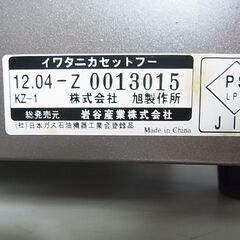 イワタニカセットフー
12.04-Z 0013015
KZ-1 株式会社 旭製作所
総発売元 岩谷産業株式会社
(社)日本ガス石油機器工業会登録品
Made in China
PS
LP
JI